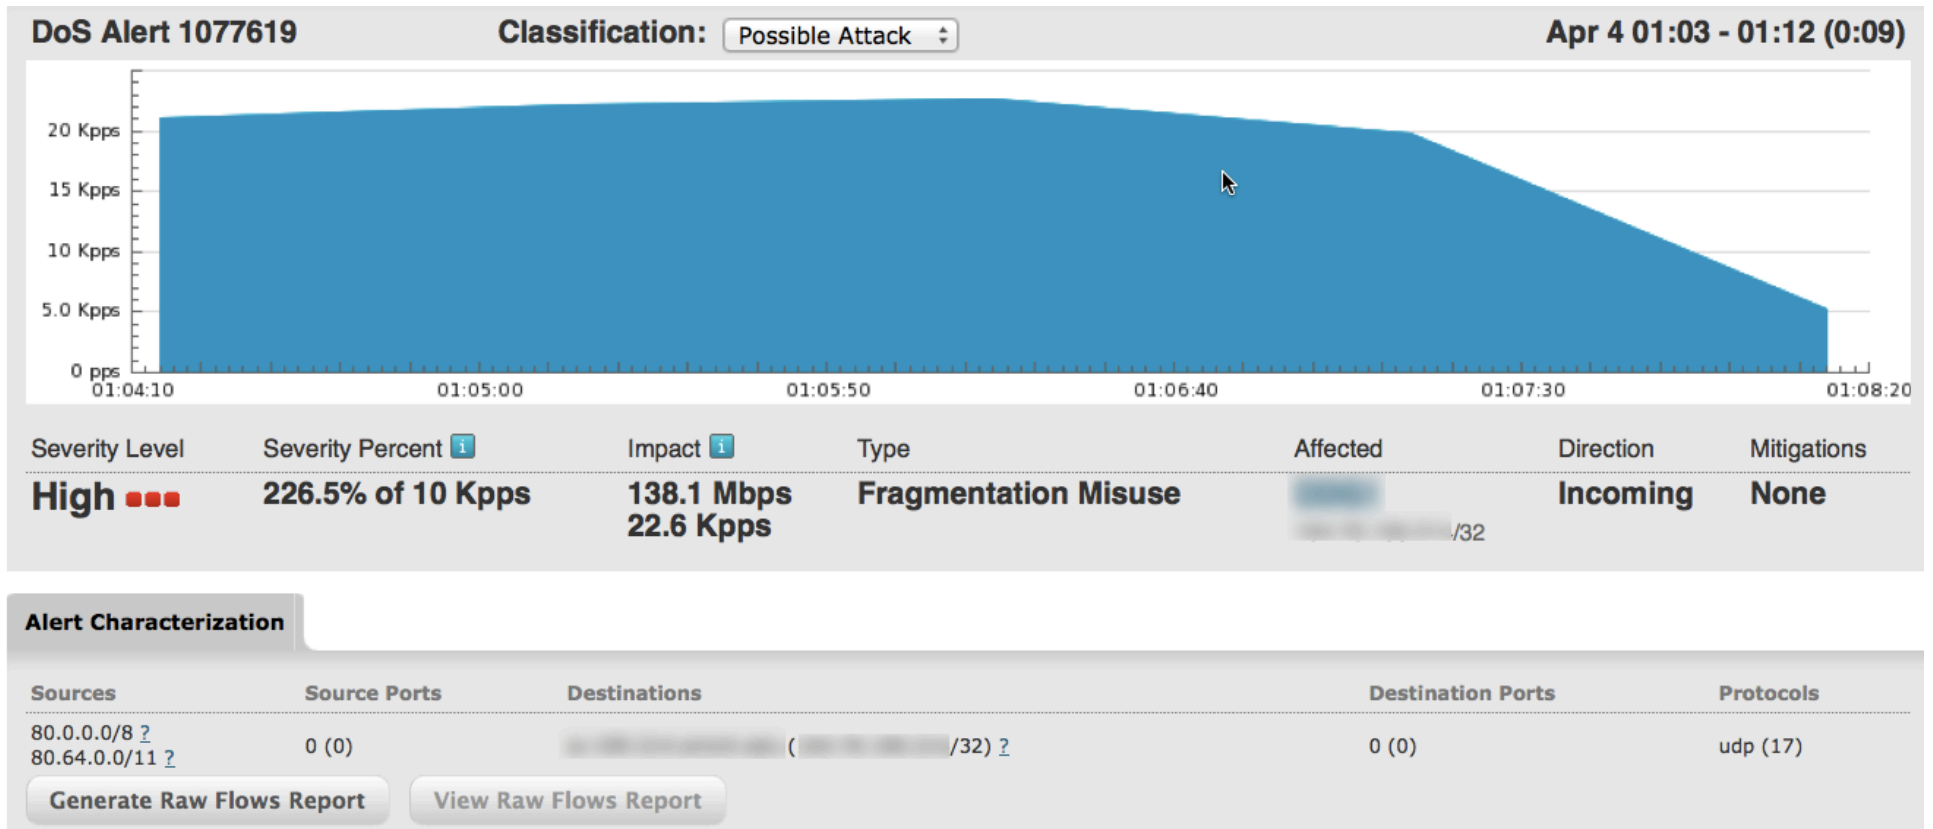 DoS Alert 1077619 Classification: Possible Attack Apr 4 01:03 - 01:12 (0:09)
20 Kpps
15 Kpps
10 Kpps
5.0 Kpps
0 pps
01:04:10 01:05:00 01:05:50 01:06:40 01:07:30 01:08:20
Severity Level Severity Percent i Impact i Type Affected Direction Mitigations
High 226.5% of 10 Kpps 138.1 Mbps Fragmentation Misuse Incoming None
22.6 Kpps /32
Alert Characterization
Sources Source Ports Destinations Destination Ports Protocols
80.0.0.0/8 ?
0 (0) ( /32) ? 0 (0) udp (17)
80.64.0.0/11 ?
Generate Raw Flows Report View Raw Flows Report